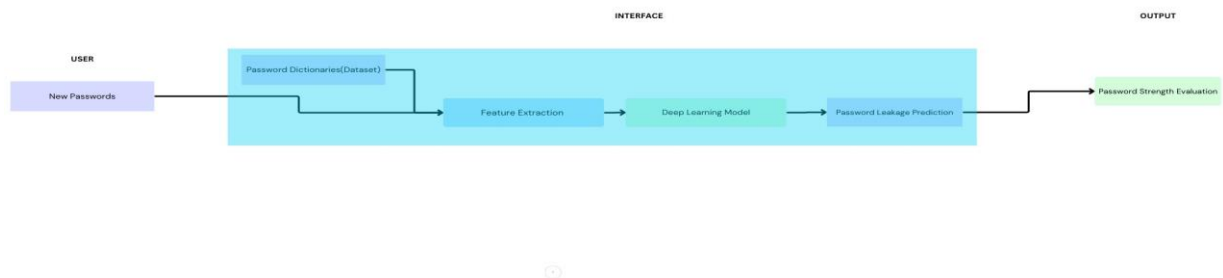 INTERFACE
OUTPUT
USER
Password Dictionaries(Dataset)
New Passwords
Password Strength Evaluation
Feature Extraction
Deep Learning Model
Password Leakage Prediction